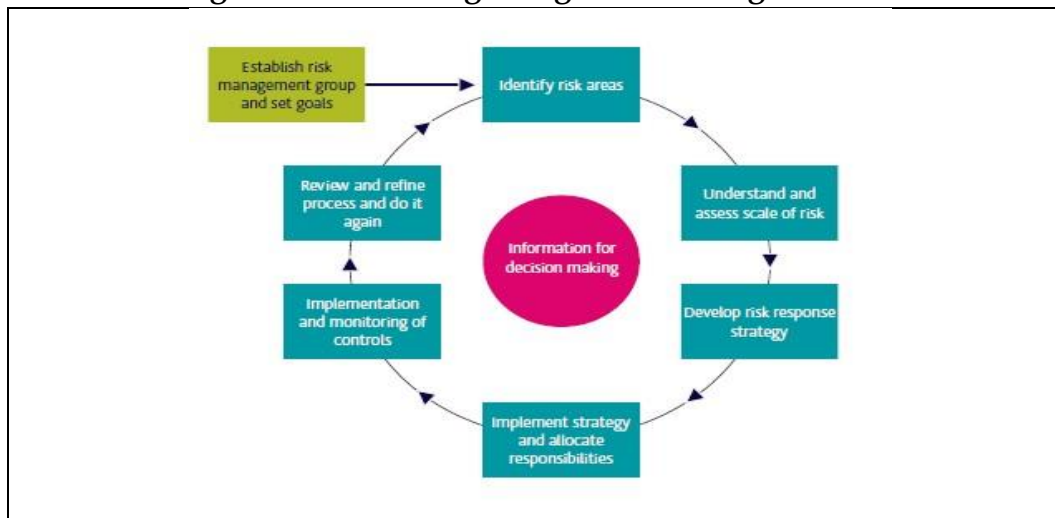 Establish risk
management group
and set goals
Identify risk areas
Understand and
assess scale of risk
Develop risk response
strategy
Implement strategy
and allocate
responsibilities
Implementation
and monitoring of
controls
Review and refine
process and do it
again
Information for
decision making